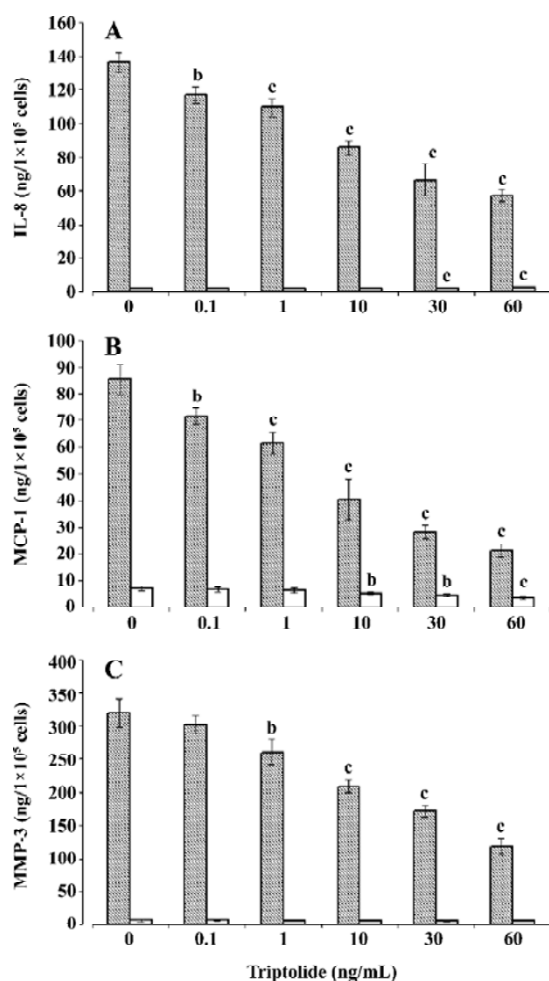 A
IL-8 (ng/1×10⁵ cells)
160
140
120
100
80
60
40
20
0
b
c
c
c
c
c
c
0 0.1 1 10 30 60
B
MCP-1 (ng/1×10⁵ cells)
100
90
80
70
60
50
40
30
20
10
0
b
c
c
c
c
b
b
c
0 0.1 1 10 30 60
C
MMP-3 (ng/1×10⁵ cells)
400
350
300
250
200
150
100
50
0
b
c
c
c
0 0.1 1 10 30 60
Triptolide (ng/mL)